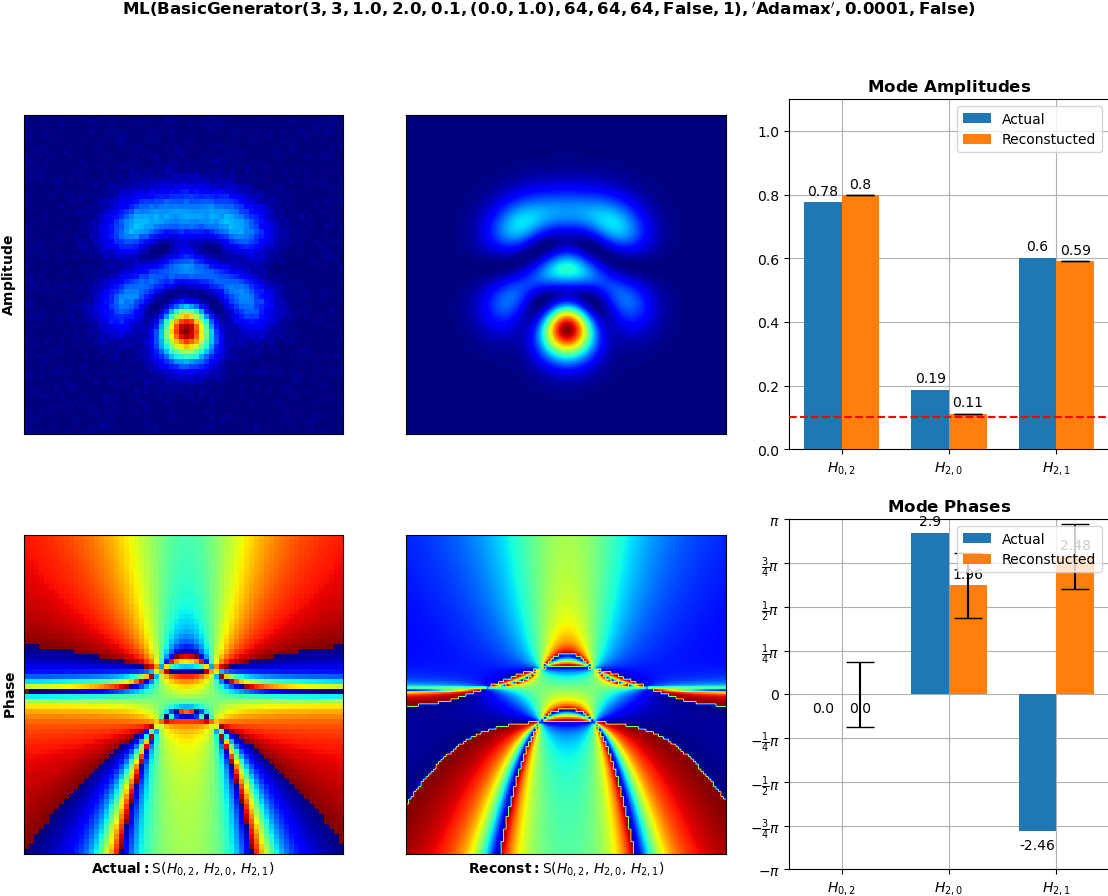 ML(BasicGenerator(3, 3, 1.0, 2.0, 0.1, (0.0, 1.0), 64, 64, 64, False, 1), ′Adamax′, 0.0001, False)
Amplitude
Mode Amplitudes
Actual
Reconstucted
1.0
0.8
0.6
0.4
0.2
0.0
0.78
0.8
0.19
0.11
0.6
0.59
H0,2
H2,0
H2,1
Phase
Actual: S(H0,2, H2,0, H2,1)
Reconst: S(H0,2, H2,0, H2,1)
Mode Phases
Actual
Reconstucted
π
3/4π
1/2π
1/4π
0
−1/4π
−1/2π
−3/4π
−π
0.0
0.0
2.9
1.96
-2.46
2.48
H0,2
H2,0
H2,1